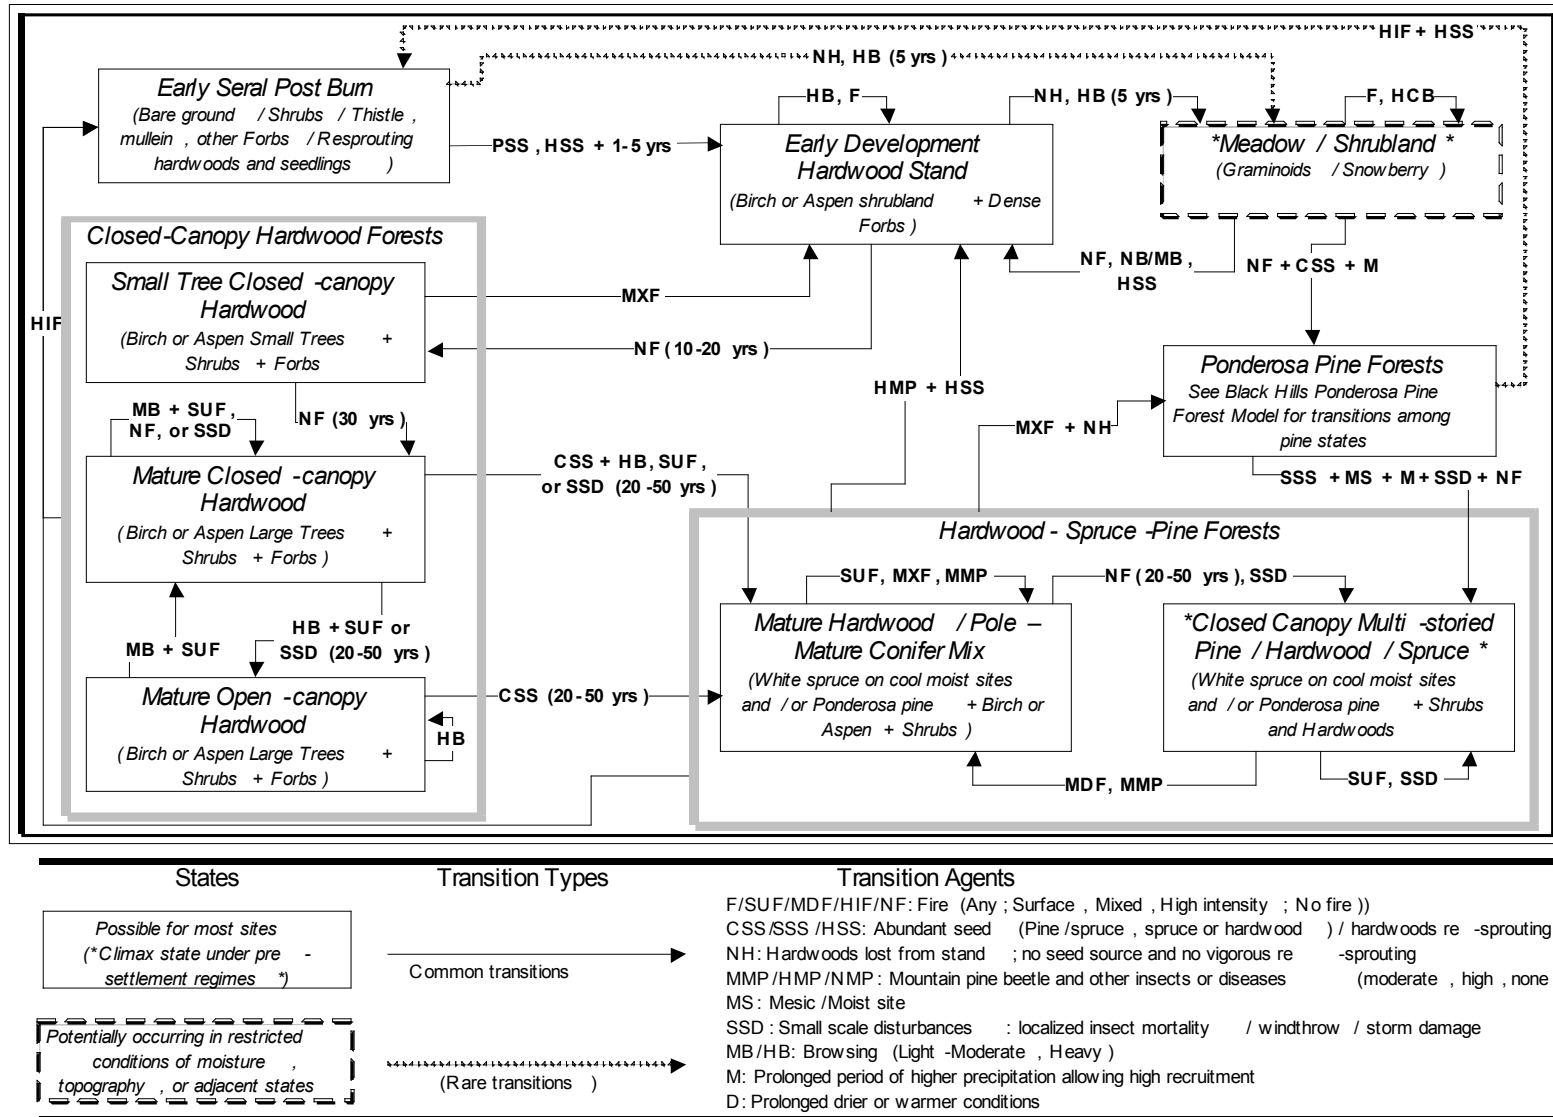 HIF + HSS
NH, HB (5 yrs )
Early Seral Post Burn
(Bare ground / Shrubs / Thistle ,
mullein , other Forbs / Resprouting
hardwoods and seedlings )
PSS , HSS + 1-5 yrs
HB, F
NH, HB (5 yrs )
F, HCB
Early Development
Hardwood Stand
(Birch or Aspen shrubland + Dense
Forbs )
*Meadow / Shrubland *
(Graminoids / Snowberry )
NF, NB/MB ,
HSS
NF + CSS + M
Closed-Canopy Hardwood Forests
Small Tree Closed -canopy
Hardwood
(Birch or Aspen Small Trees +
Shrubs + Forbs
MXF
HIF
NF ( 10 -20 yrs )
HMP + HSS
Ponderosa Pine Forests
See Black Hills Ponderosa Pine
Forest Model for transitions among
pine states
MXF + NH
MB + SUF ,
NF, or SSD
NF (30 yrs )
Mature Closed -canopy
Hardwood
( Birch or Aspen Large Trees +
Shrubs + Forbs )
CSS + HB, SUF ,
or SSD (20 -50 yrs )
SSS + MS + M + SSD + NF
Hardwood - Spruce -Pine Forests
SUF, MXF , MMP
NF ( 20 -50 yrs ), SSD
MB + SUF
HB + SUF or
SSD (20-50 yrs )
Mature Hardwood / Pole –
Mature Conifer Mix
(White spruce on cool moist sites
and / or Ponderosa pine + Birch or
Aspen + Shrubs )
*Closed Canopy Multi -storied
Pine / Hardwood / Spruce *
(White spruce on cool moist sites
and / or Ponderosa pine + Shrubs
and Hardwoods
Mature Open -canopy
Hardwood
( Birch or Aspen Large Trees +
Shrubs + Forbs )
HB
CSS (20-50 yrs )
MDF, MMP
SUF, SSD
States
Transition Types
Transition Agents
Possible for most sites
(*Climax state under pre -
settlement regimes *)
Common transitions
Potentially occurring in restricted
conditions of moisture ,
topography , or adjacent states
(Rare transitions )
F/SUF/MDF/HIF/NF: Fire (Any ; Surface , Mixed , High intensity ; No fire ))
CSS /SSS /HSS: Abundant seed (Pine /spruce , spruce or hardwood ) / hardwoods re -sprouting
NH: Hardwoods lost from stand ; no seed source and no vigorous re -sprouting
MMP /HMP /NMP : Mountain pine beetle and other insects or diseases (moderate , high , none
MS : Mesic /Moist site
SSD : Small scale disturbances : localized insect mortality / windthrow / storm damage
MB/HB: Browsing (Light -Moderate , Heavy )
M: Prolonged period of higher precipitation allowing high recruitment
D: Prolonged drier or warmer conditions